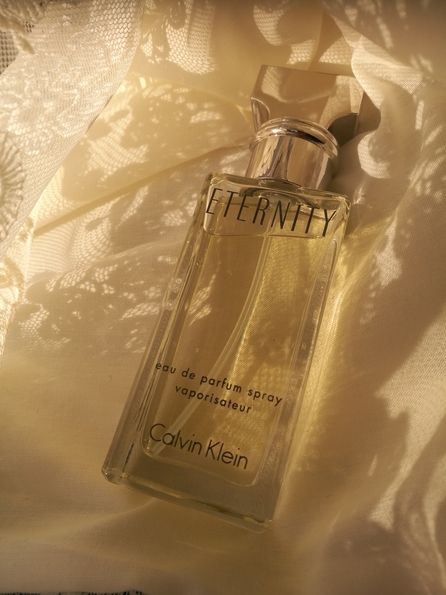 ETERNITY
eau de parfum spray
vaporisateur
Calvin Klein